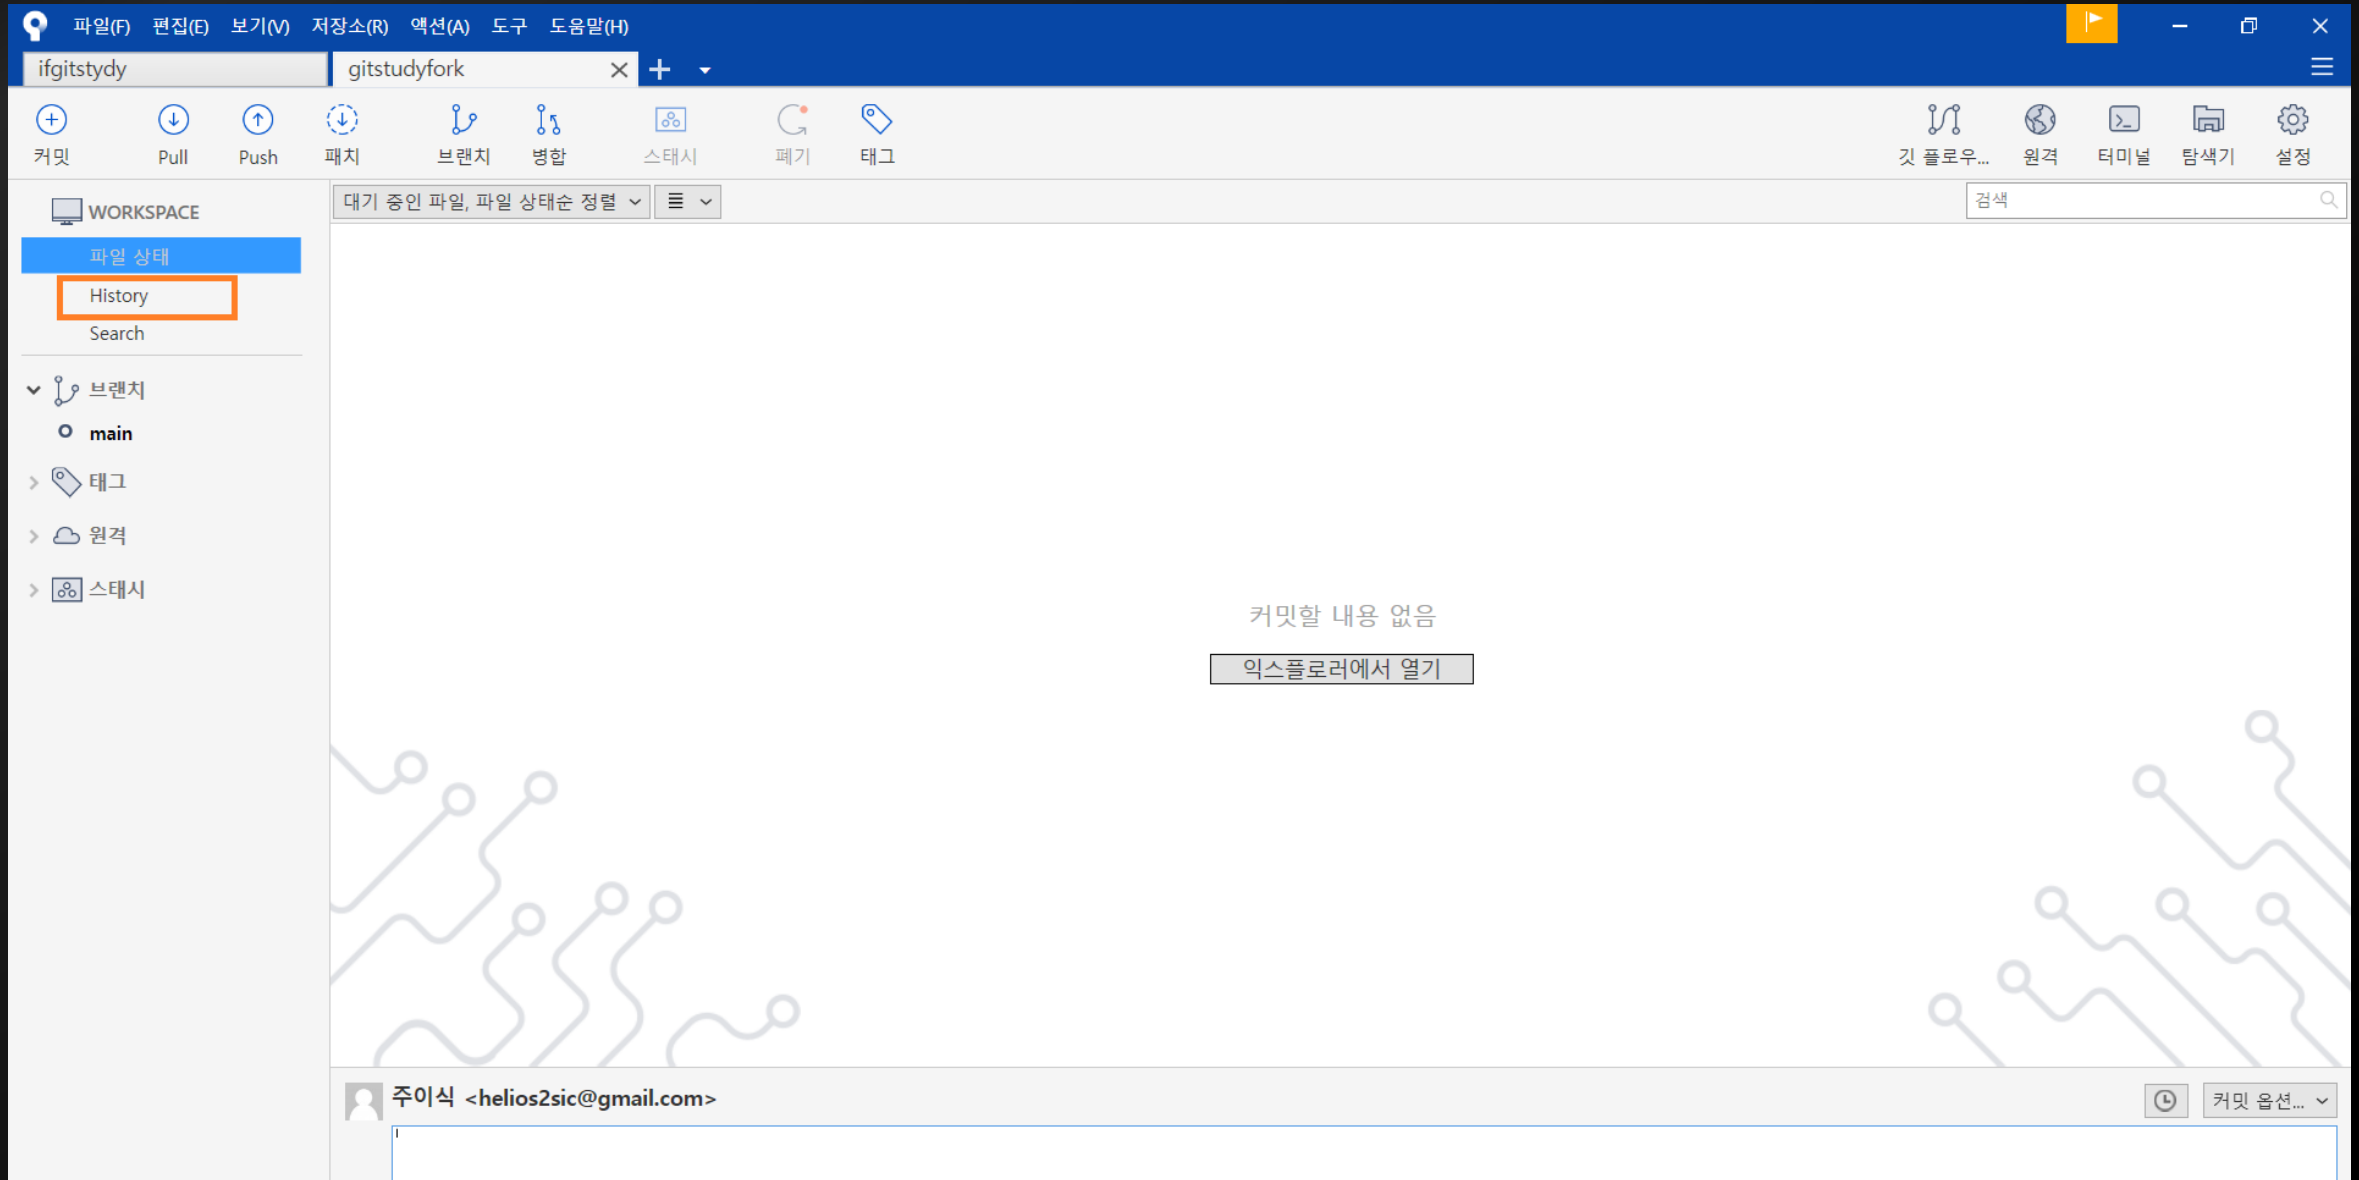 파일(F) 편집(E) 보기(V) 저장소(R) 액션(A) 도구 도움말(H)
ifgitstydy gitstudyfork
커밋 Pull Push 패치 브랜치 병합 스태시 폐기 태그 깃 플로우... 원격 터미널 탐색기 설정
WORKSPACE
대기 중인 파일, 파일 상태순 정렬
검색
파일 상태
History
Search
브랜치
main
태그
원격
스태시
커밋할 내용 없음
익스플로러에서 열기
주이식 <helios2sic@gmail.com>
커밋 옵션...